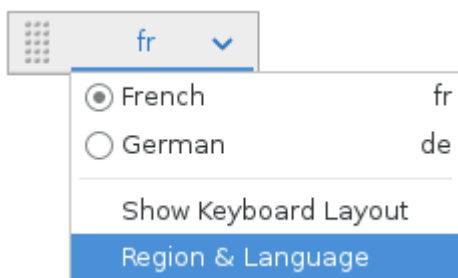 fr
French fr
German de
Show Keyboard Layout
Region & Language